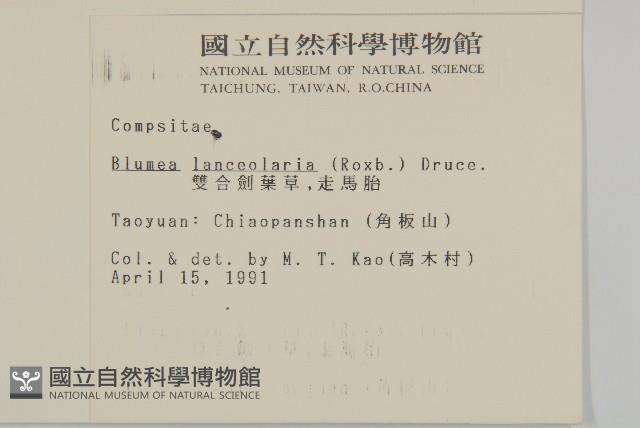 國立自然科學博物館
NATIONAL MUSEUM OF NATURAL SCIENCE
TAICHUNG, TAIWAN, R.O.CHINA
Compsitae
Blumea lanceolaria (Roxb.) Druce.
雙合劍葉草,走馬胎
Taoyuan: Chiaopanshan (角板山)
Col. & det. by M. T. Kao(高木村)
April 15, 1991
國立自然科學博物館
NATIONAL MUSEUM OF NATURAL SCIENCE